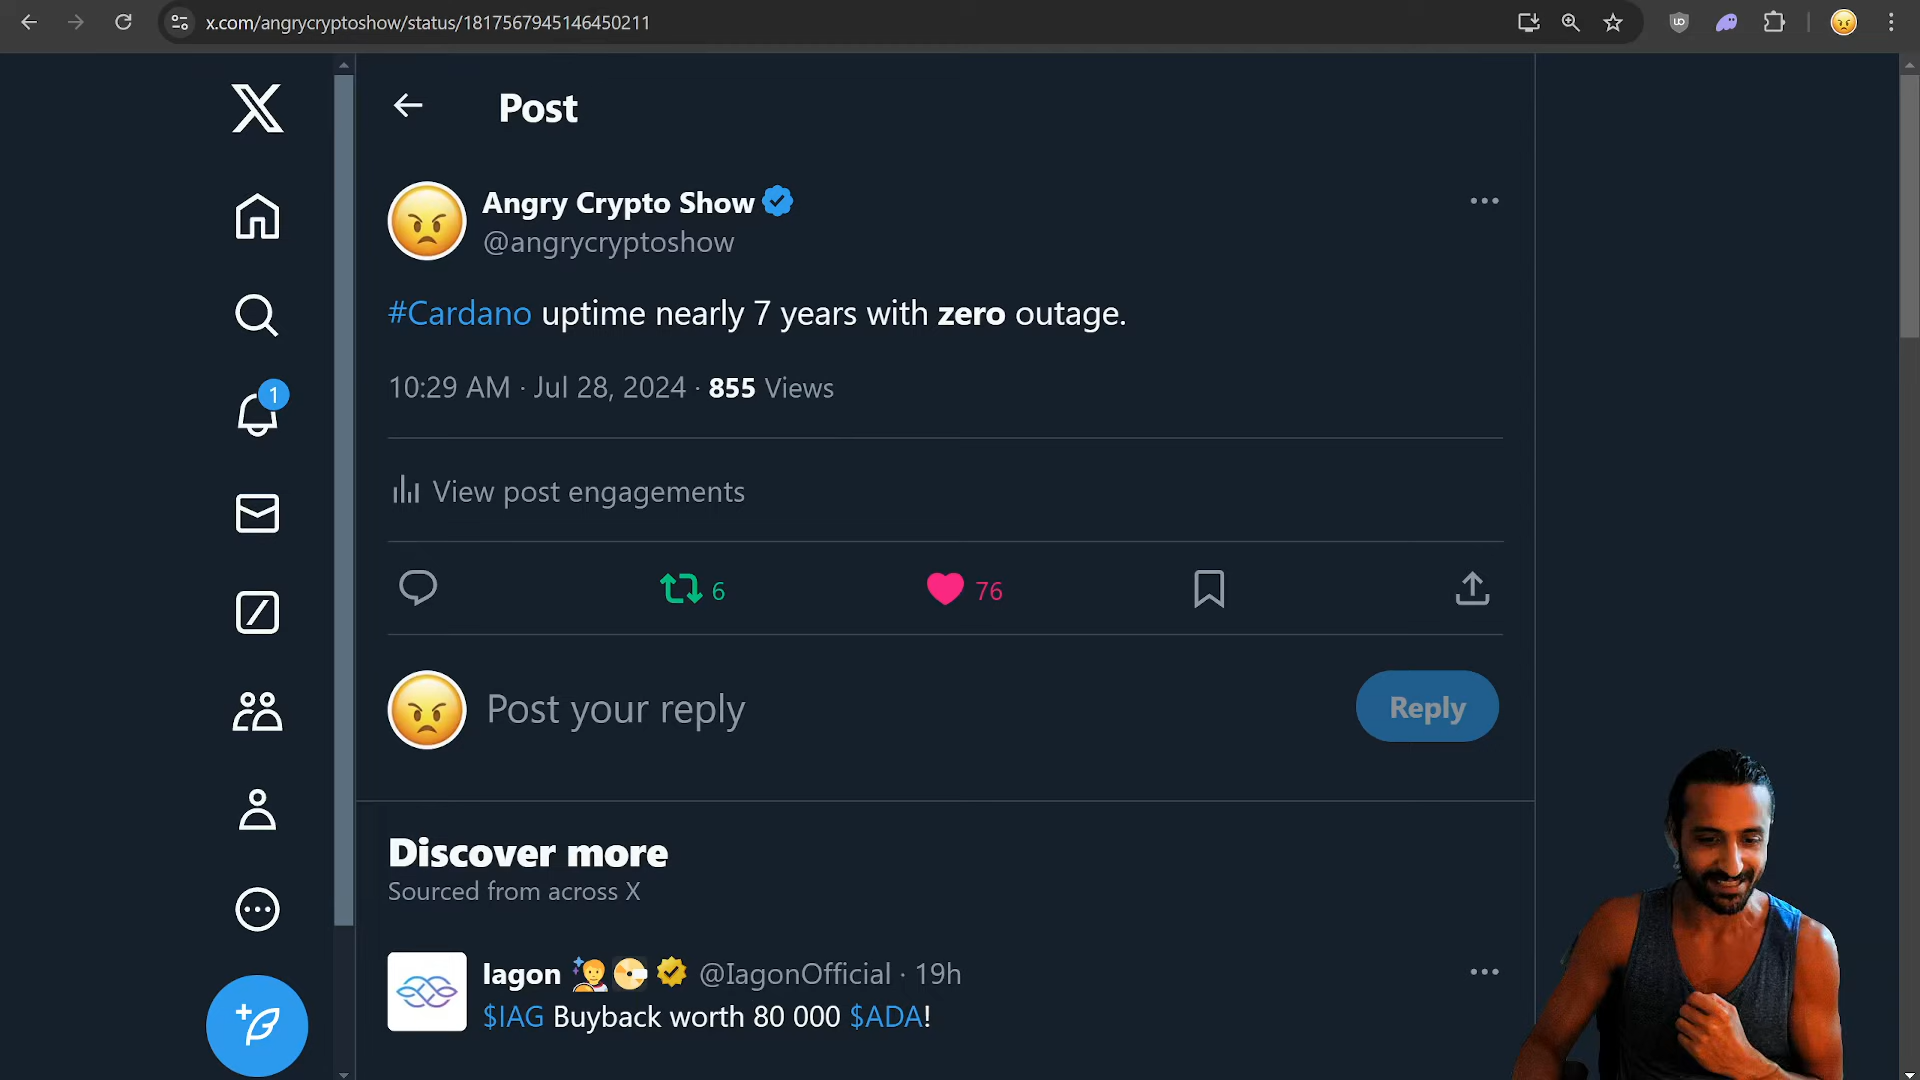 x.com/angrycryptoshow/status/1817567945146450211
Post
Angry Crypto Show
@angrycryptoshow
#Cardano uptime nearly 7 years with zero outage.
10:29 AM · Jul 28, 2024 · 855 Views
1
View post engagements
6
76
Post your reply
Reply
Discover more
Sourced from across X
Iagon @IagonOfficial · 19h
$IAG Buyback worth 80 000 $ADA!